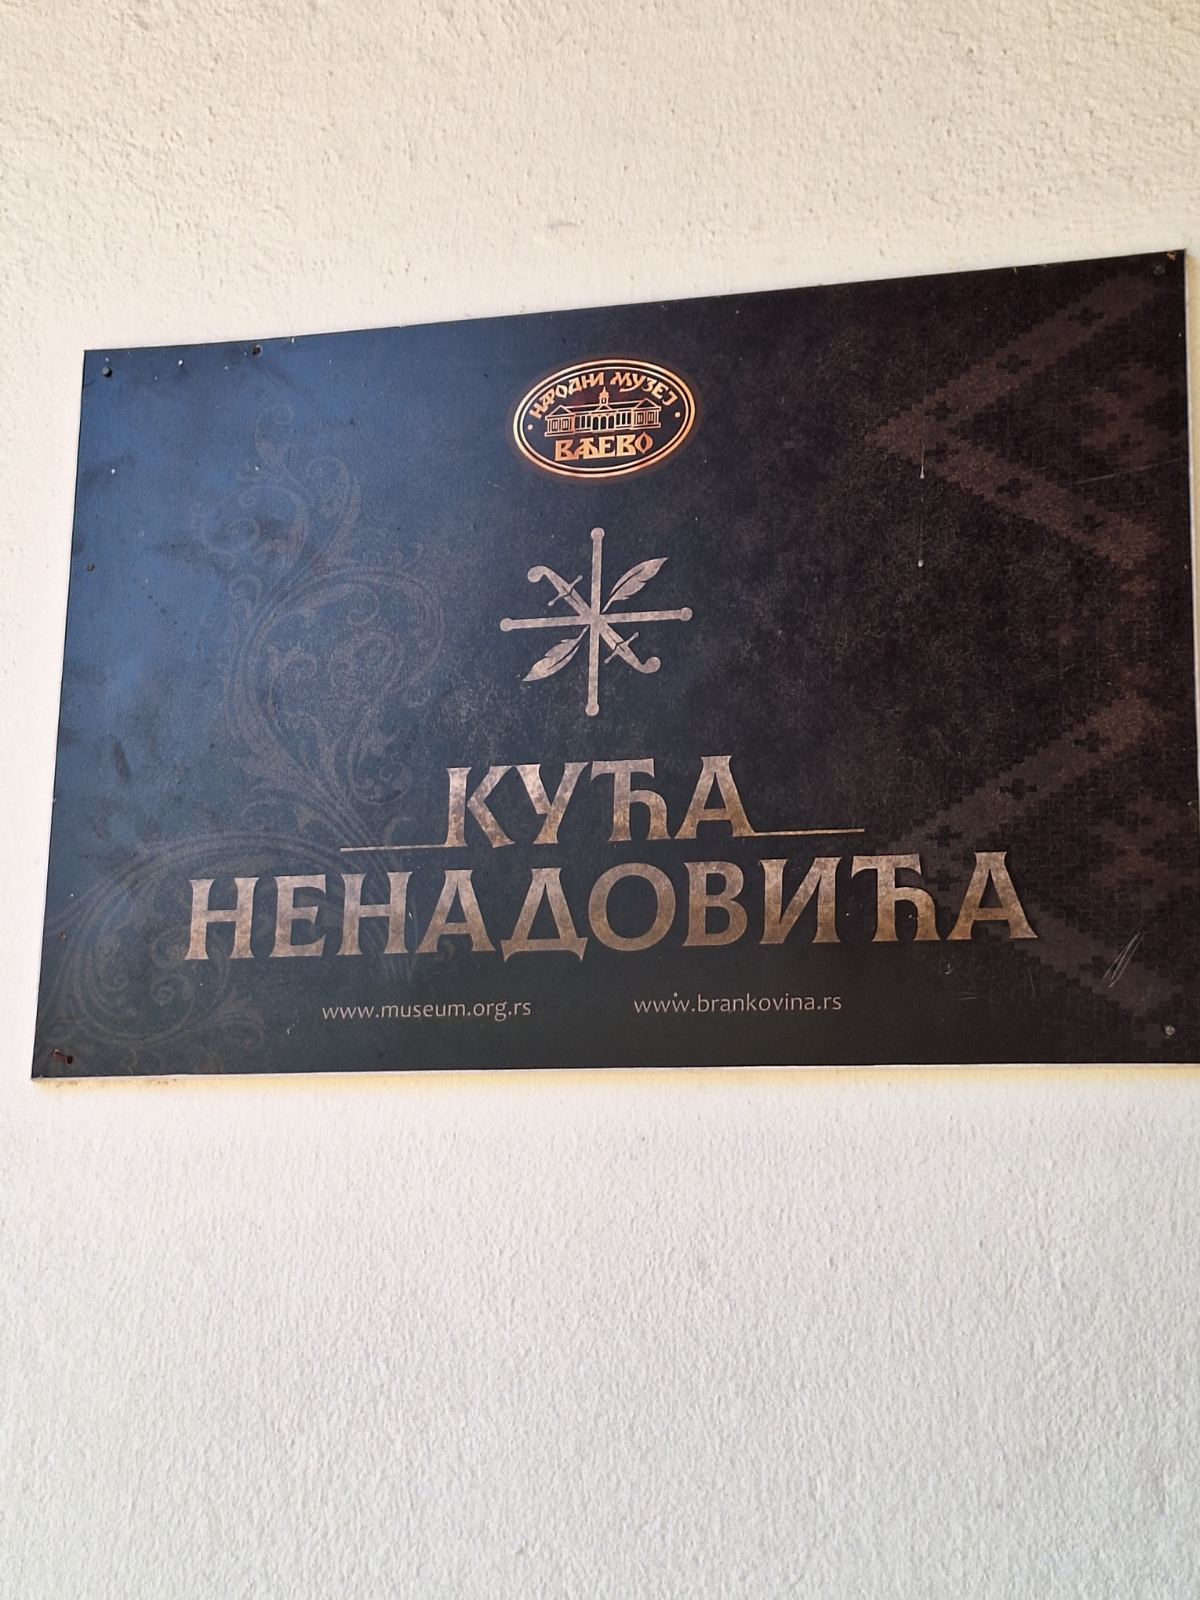 НАРОДНИ МУЗЕЈ
ВАЉЕВО
КУЋА
НЕНАДОВИЋА
www.museum.org.rs
www.brankovina.rs